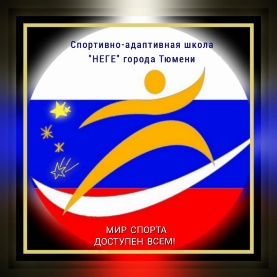 Спортивно-адаптивная школа
"НЕГЕ" города Тюмени
МИР СПОРТА
ДОСТУПЕН ВСЕМ!